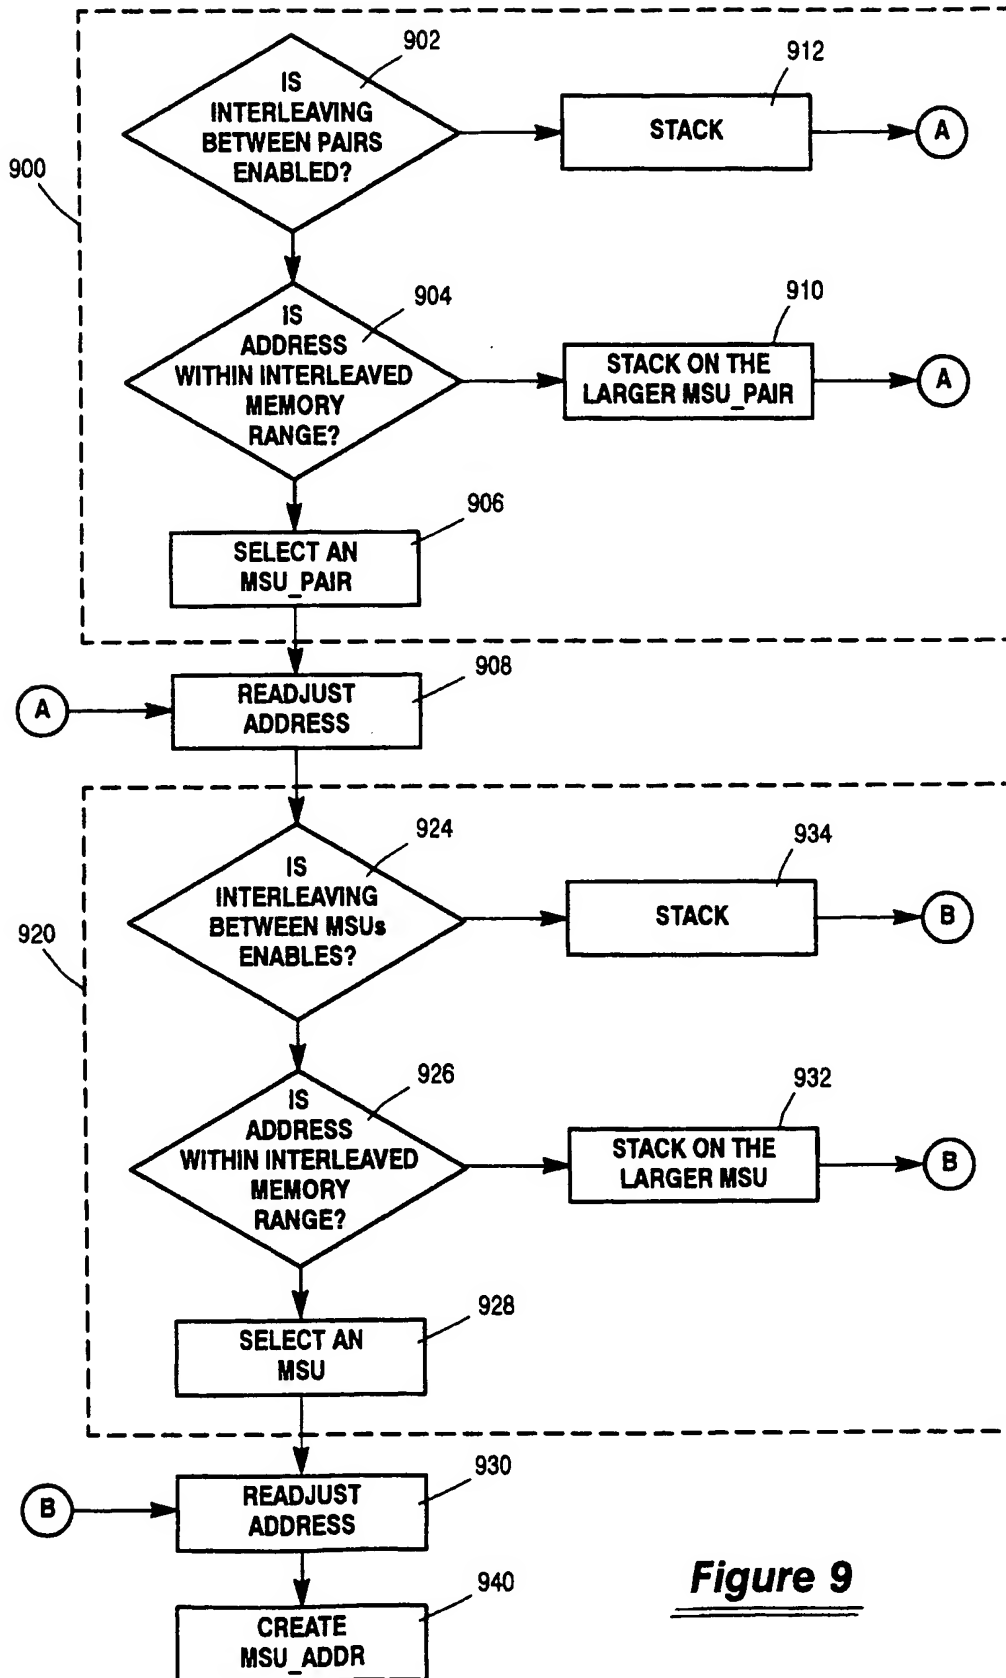 902
IS
INTERLEAVING
BETWEEN PAIRS
ENABLED?
912
STACK
A
900
904
IS
ADDRESS
WITHIN INTERLEAVED
MEMORY
RANGE?
910
STACK ON THE
LARGER MSU_PAIR
A
906
SELECT AN
MSU_PAIR
908
A
READJUST
ADDRESS
924
IS
INTERLEAVING
BETWEEN MSUs
ENABLES?
934
STACK
B
920
926
IS
ADDRESS
WITHIN INTERLEAVED
MEMORY
RANGE?
932
STACK ON THE
LARGER MSU
B
928
SELECT AN
MSU
930
B
READJUST
ADDRESS
940
CREATE
MSU_ADDR
Figure 9